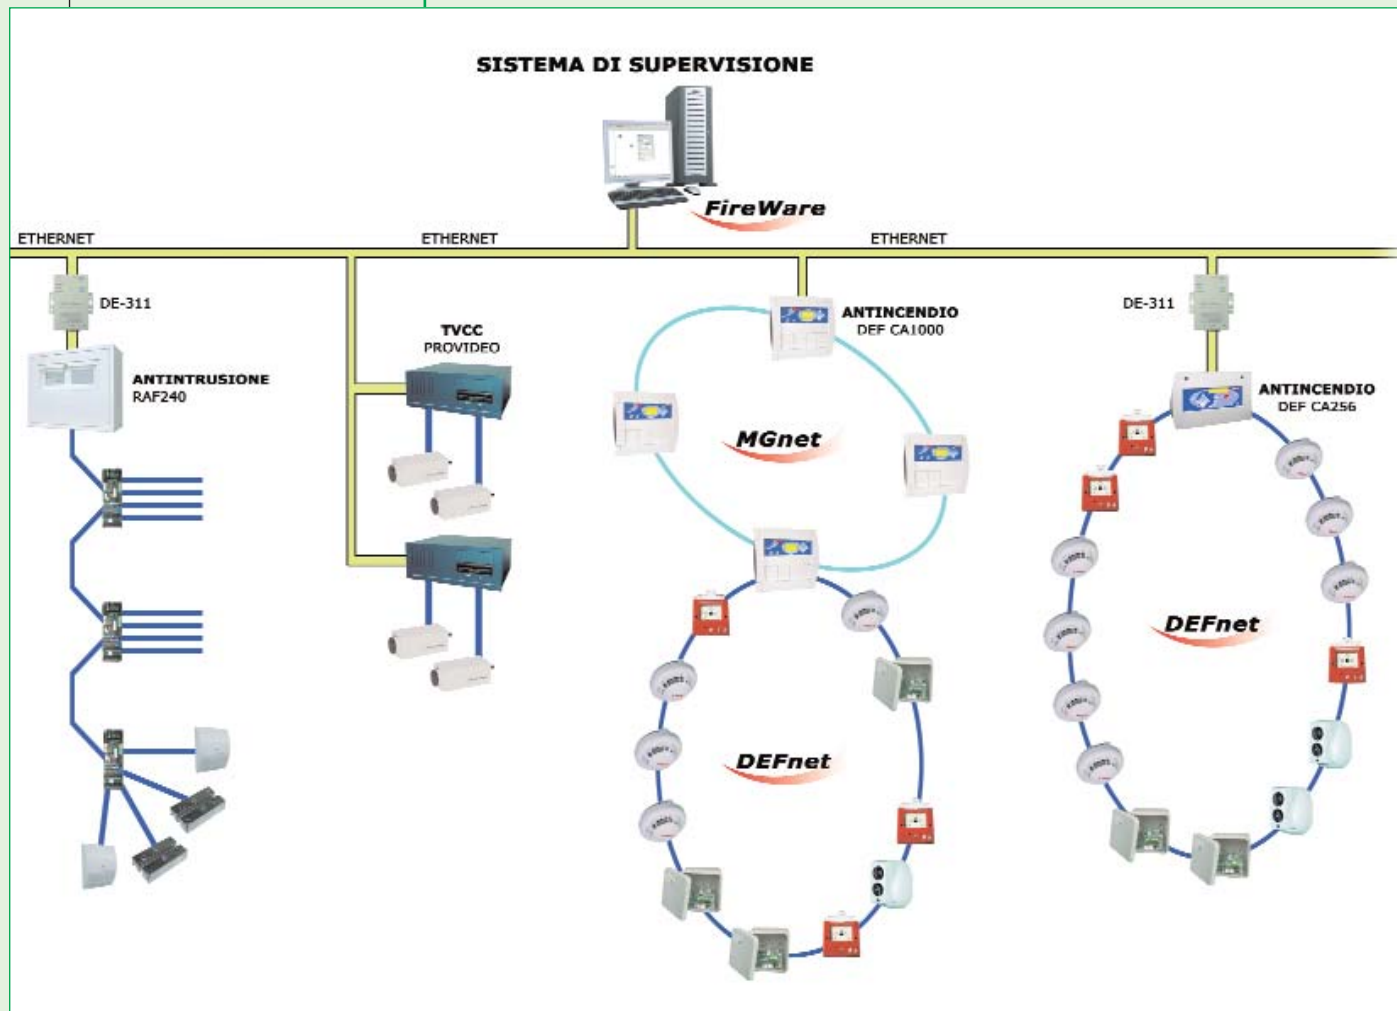 SISTEMA DI SUPERVISIONE
FireWare
ETHERNET
ETHERNET
ETHERNET
DE-311
ANTINTRUSIONE
RAF240
TVCC
PROVIDEO
ANTINCENDIO
DEF CA1000
MGnet
DE-311
ANTINCENDIO
DEF CA256
DEFnet
DEFnet